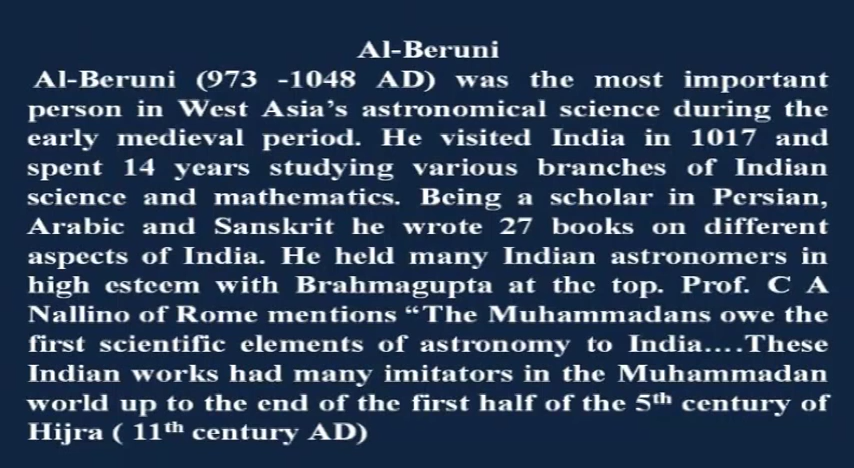 Al-Beruni
Al-Beruni (973 -1048 AD) was the most important
person in West Asia's astronomical science during the
early medieval period. He visited India in 1017 and
spent 14 years studying various branches of Indian
science and mathematics. Being a scholar in Persian,
Arabic and Sanskrit he wrote 27 books on different
aspects of India. He held many Indian astronomers in
high esteem with Brahmagupta at the top. Prof. C A
Nallino of Rome mentions “The Muhammadans owe the
first scientific elements of astronomy to India….These
Indian works had many imitators in the Muhammadan
world up to the end of the first half of the 5th century of
Hijra ( 11th century AD)